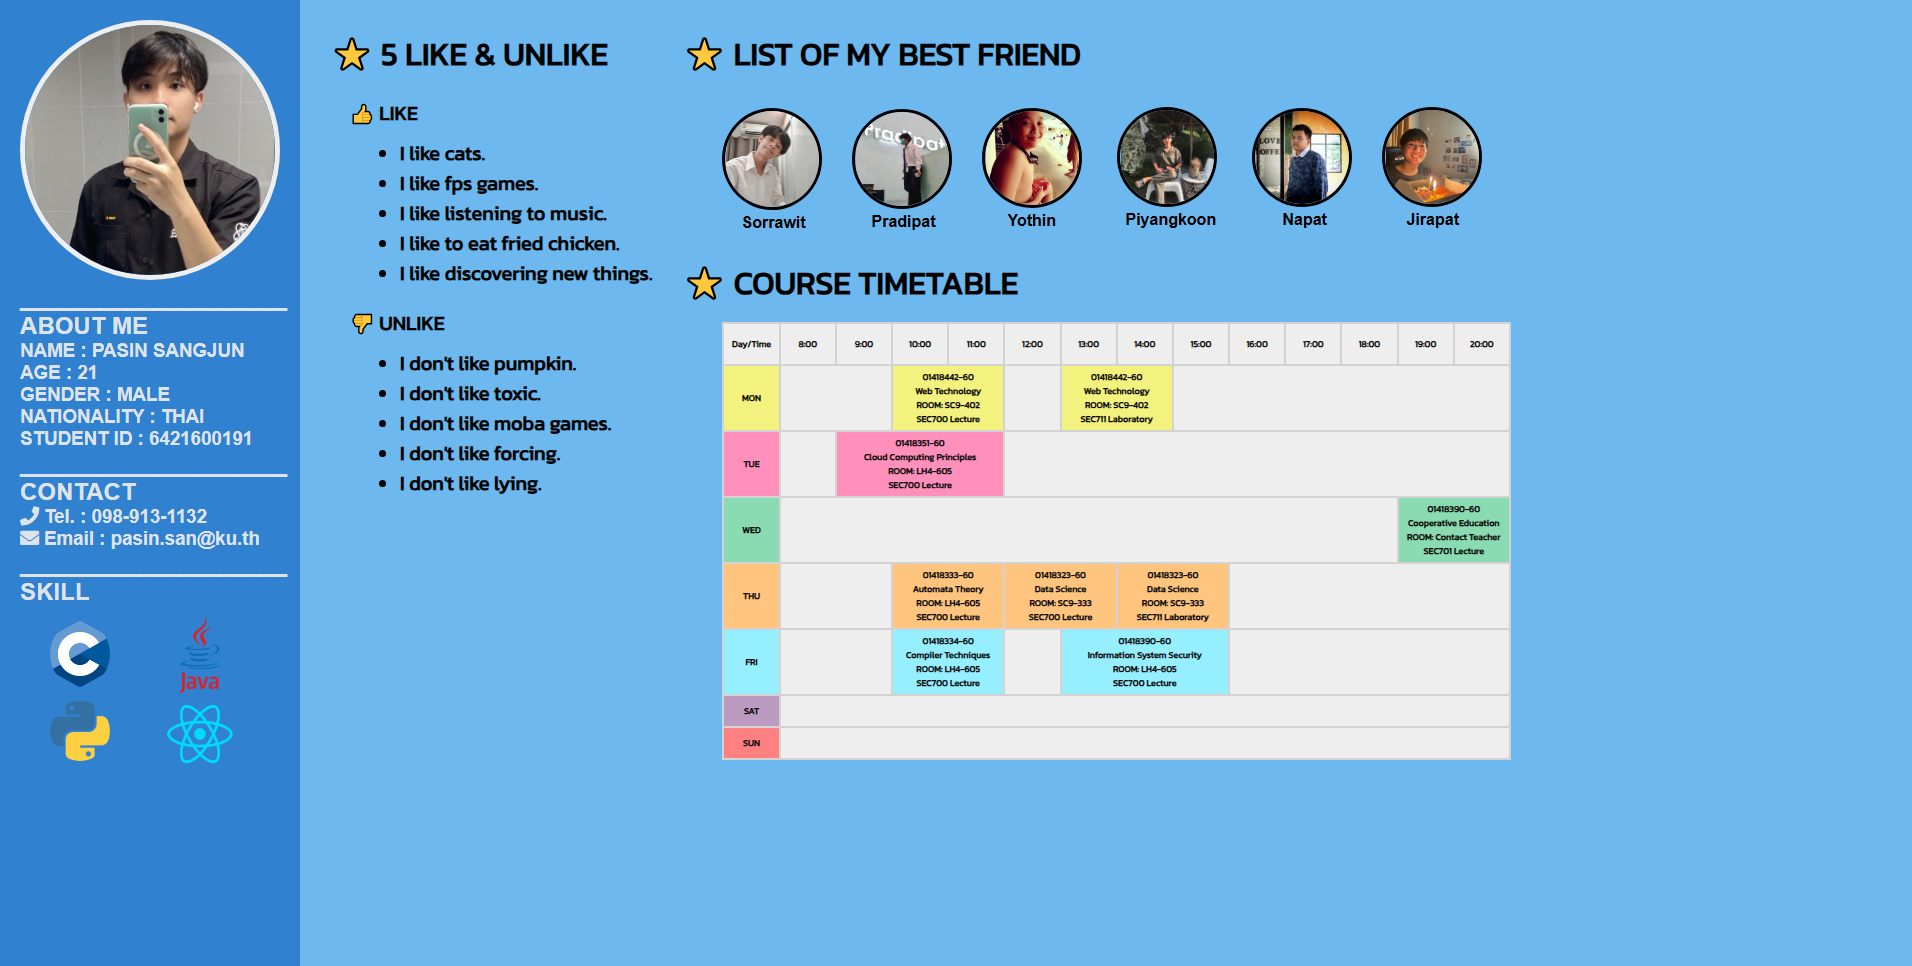 ABOUT ME
NAME : PASIN SANGJUN
AGE : 21
GENDER : MALE
NATIONALITY : THAI
STUDENT ID : 6421600191
CONTACT
Tel. : 098-913-1132
Email : pasin.san@ku.th
SKILL
Java
5 LIKE & UNLIKE
LIKE
I like cats.
I like fps games.
I like listening to music.
I like to eat fried chicken.
I like discovering new things.
UNLIKE
I don't like pumpkin.
I don't like toxic.
I don't like moba games.
I don't like forcing.
I don't like lying.
LIST OF MY BEST FRIEND
Pradipat
LOVE
Sorrawit
Pradipat
Yothin
Piyangkoon
Napat
Jirapat
COURSE TIMETABLE
Day/Time 8:00 9:00 10:00 11:00 12:00 13:00 14:00 15:00 16:00 17:00 18:00 19:00 20:00
MON
01418442-60
Web Technology
ROOM: SC9-402
SEC700 Lecture
01418442-60
Web Technology
ROOM: SC9-402
SEC711 Laboratory
TUE
01418351-60
Cloud Computing Principles
ROOM: LH4-605
SEC700 Lecture
WED
01418390-60
Cooperative Education
ROOM: Contact Teacher
SEC701 Lecture
THU
01418333-60
Automata Theory
ROOM: LH4-605
SEC700 Lecture
01418323-60
Data Science
ROOM: SC9-333
SEC700 Lecture
01418323-60
Data Science
ROOM: SC9-333
SEC711 Laboratory
FRI
01418334-60
Compiler Techniques
ROOM: LH4-605
SEC700 Lecture
01418390-60
Information System Security
ROOM: LH4-605
SEC700 Lecture
SAT
SUN